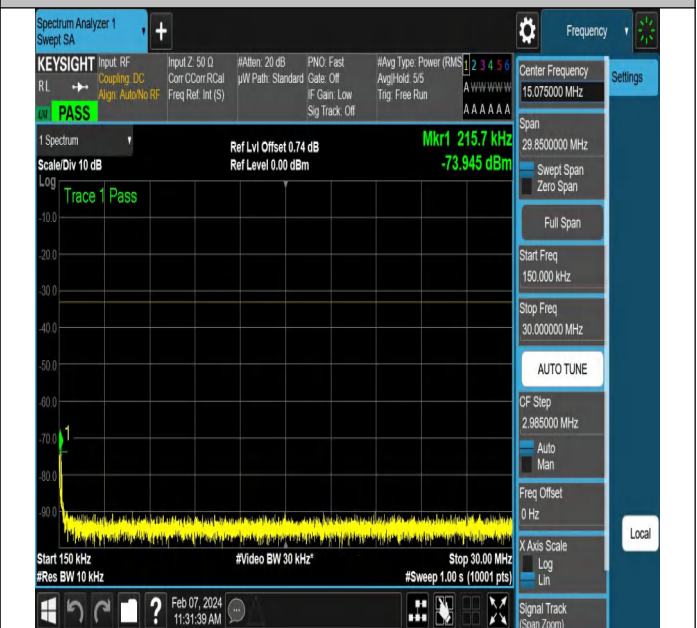 Spectrum Analyzer 1
Swept SA
+
Frequency
KEYSIGHT
RL
PASS
Input: RF
Coupling: DC
Align: Auto/No RF
Input Z: 50 Ω
Corr CCorr RCal
Freq Ref: Int (S)
#Atten: 20 dB
µW Path: Standard
PNO: Fast
Gate: Off
IF Gain: Low
Sig Track: Off
#Avg Type: Power (RMS
Avg|Hold: 5/5
Trig: Free Run
1 2 3 4 5 6
A W W W W W
A A A A A A
1 Spectrum
Scale/Div 10 dB
Ref Lvl Offset 0.74 dB
Ref Level 0.00 dBm
Mkr1 215.7 kHz
-73.945 dBm
Log
Trace 1 Pass
-10.0
-20.0
-30.0
-40.0
-50.0
-60.0
-70.0
-80.0
-90.0
1
Start 150 kHz
#Res BW 10 kHz
#Video BW 30 kHz*
Stop 30.00 MHz
#Sweep 1.00 s (10001 pts)
Center Frequency
15.075000 MHz
Settings
Span
29.8500000 MHz
Swept Span
Zero Span
Full Span
Start Freq
150.000 kHz
Stop Freq
30.000000 MHz
AUTO TUNE
CF Step
2.985000 MHz
Auto
Man
Freq Offset
0 Hz
X Axis Scale
Log
Lin
Signal Track
(Span Zoom)
Local
?
Feb 07, 2024
11:31:39 AM